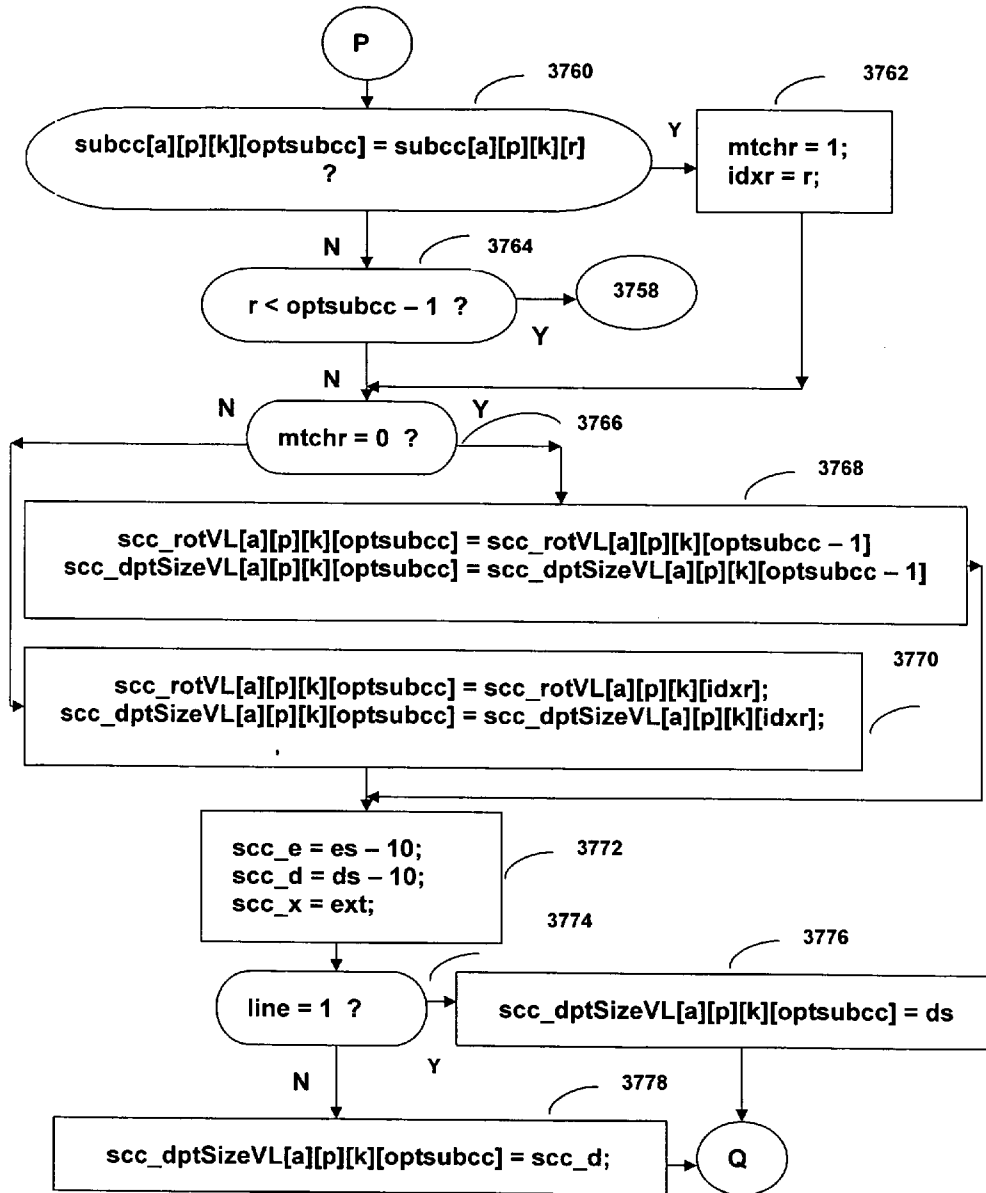 P
3760
3762
subcc[a][p][k][optsubcc] = subcc[a][p][k][r]
?
Y
mtchr = 1;
idxr = r;
N
3764
r < optsubcc – 1 ?
3758
Y
N
N
Y
3766
mtchr = 0 ?
3768
scc_rotVL[a][p][k][optsubcc] = scc_rotVL[a][p][k][optsubcc – 1]
scc_dptSizeVL[a][p][k][optsubcc] = scc_dptSizeVL[a][p][k][optsubcc – 1]
3770
scc_rotVL[a][p][k][optsubcc] = scc_rotVL[a][p][k][idxr];
scc_dptSizeVL[a][p][k][optsubcc] = scc_dptSizeVL[a][p][k][idxr];
scc_e = es – 10;
scc_d = ds – 10;
scc_x = ext;
3772
3774
3776
line = 1 ?
scc_dptSizeVL[a][p][k][optsubcc] = ds
N
Y
3778
scc_dptSizeVL[a][p][k][optsubcc] = scc_d;
Q